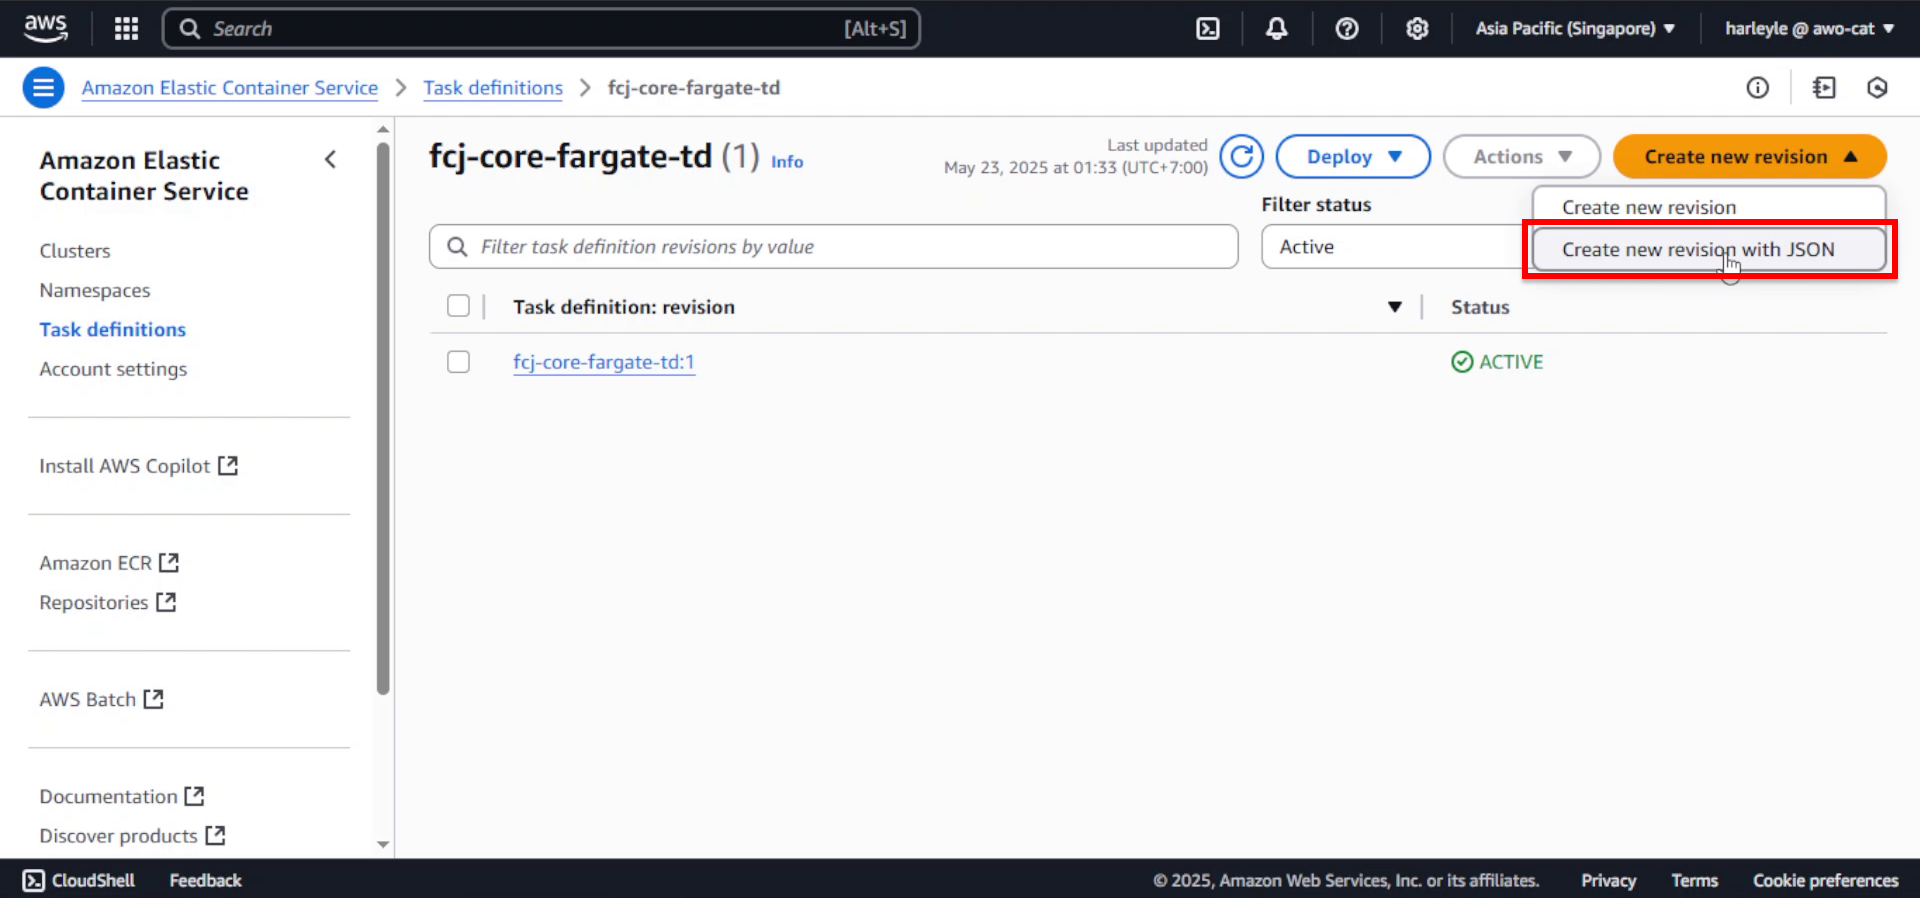 aws
Search
[Alt+S]
Asia Pacific (Singapore)
harleyle @ awo-cat
Amazon Elastic Container Service
Task definitions
fcj-core-fargate-td
Amazon Elastic
Container Service
Clusters
Namespaces
Task definitions
Account settings
Install AWS Copilot
Amazon ECR
Repositories
AWS Batch
Documentation
Discover products
fcj-core-fargate-td (1) Info
Last updated
May 23, 2025 at 01:33 (UTC+7:00)
Deploy
Actions
Create new revision
Create new revision
Create new revision with JSON
Filter status
Filter task definition revisions by value
Active
Task definition: revision
Status
fcj-core-fargate-td:1
ACTIVE
CloudShell
Feedback
© 2025, Amazon Web Services, Inc. or its affiliates.
Privacy
Terms
Cookie preferences